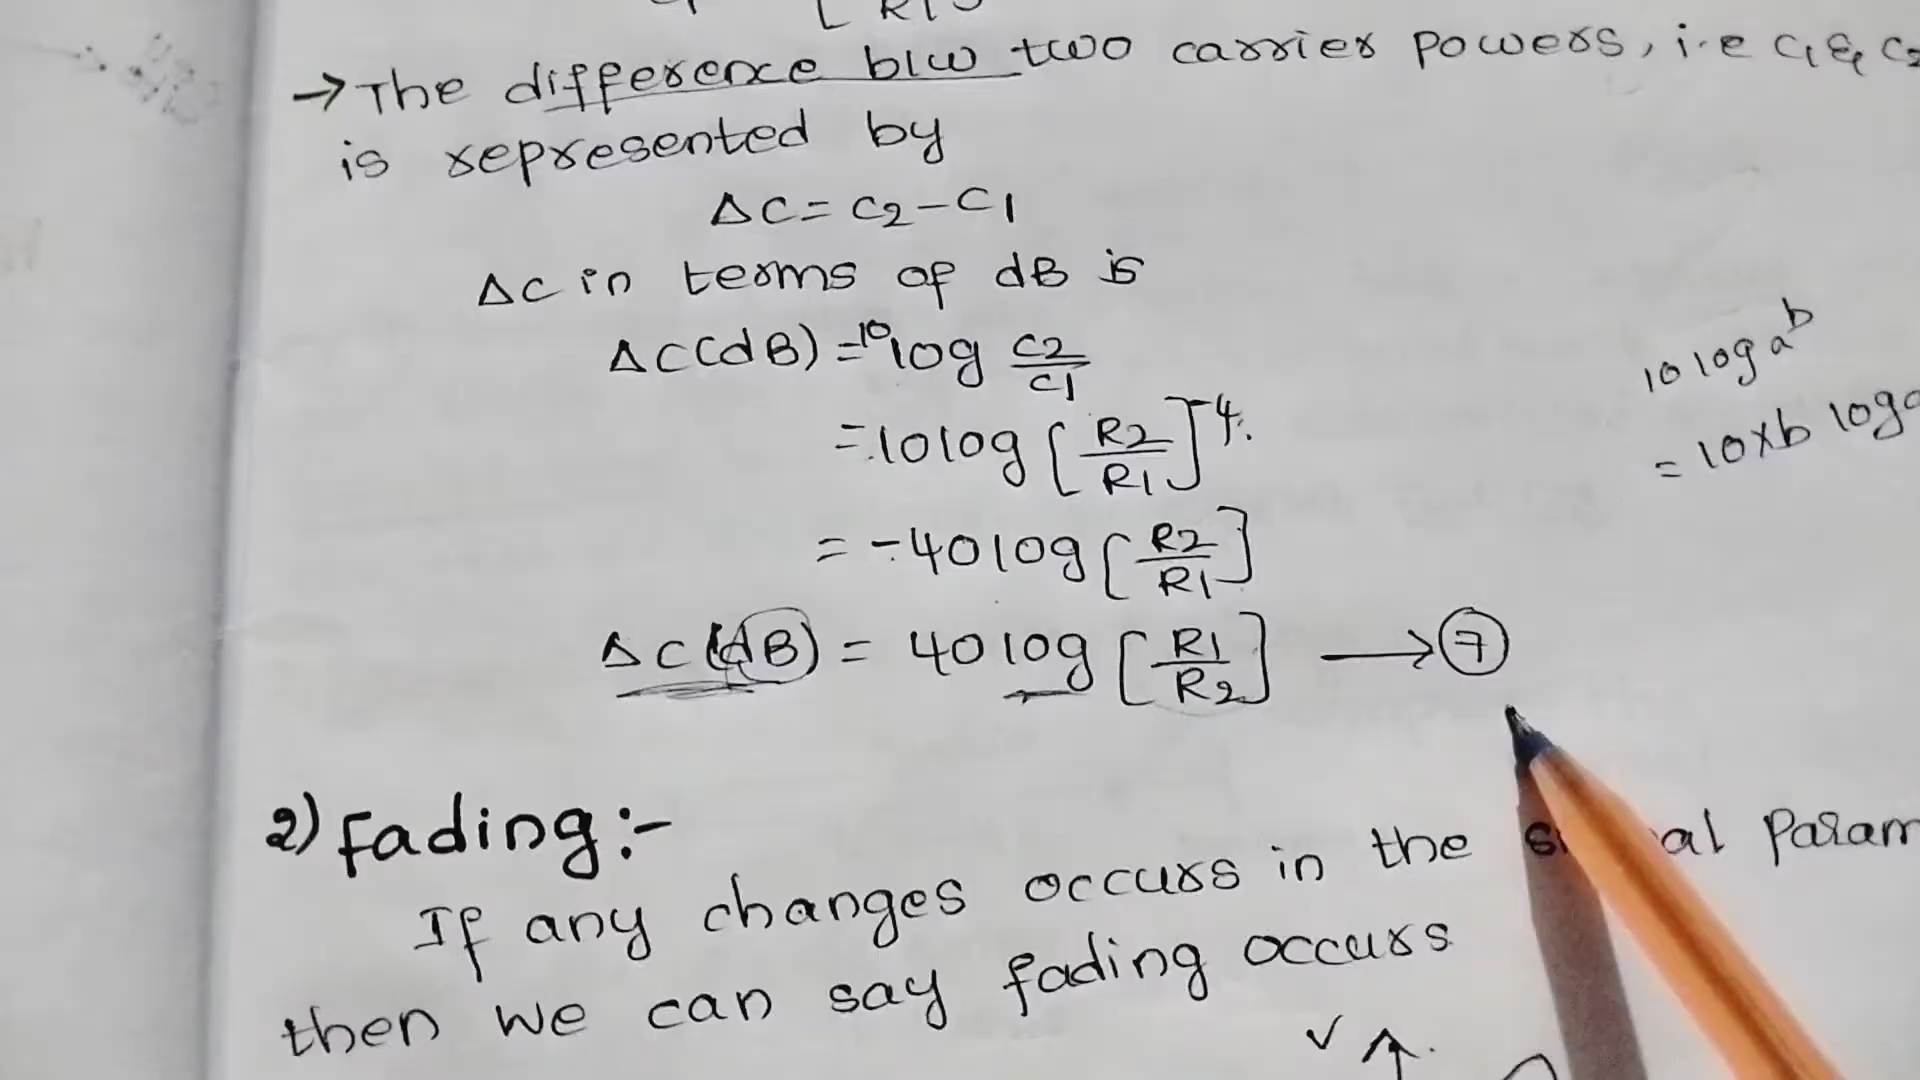 [ R1 ]
→ The difference b/w two carrier powers, i.e C1 & C2
is represented by
ΔC = C2 - C1
ΔC in terms of dB is
ΔC(dB) = 10 log C2/C1
10 log a^b
= 10 log [R2/R1]^-4
= 10×b log a
= -40 log [R2/R1]
ΔC(dB) = 40 log [R1/R2] → ⑦
2) Fading :-
If any changes occurs in the al Param
then we can say fading occurs